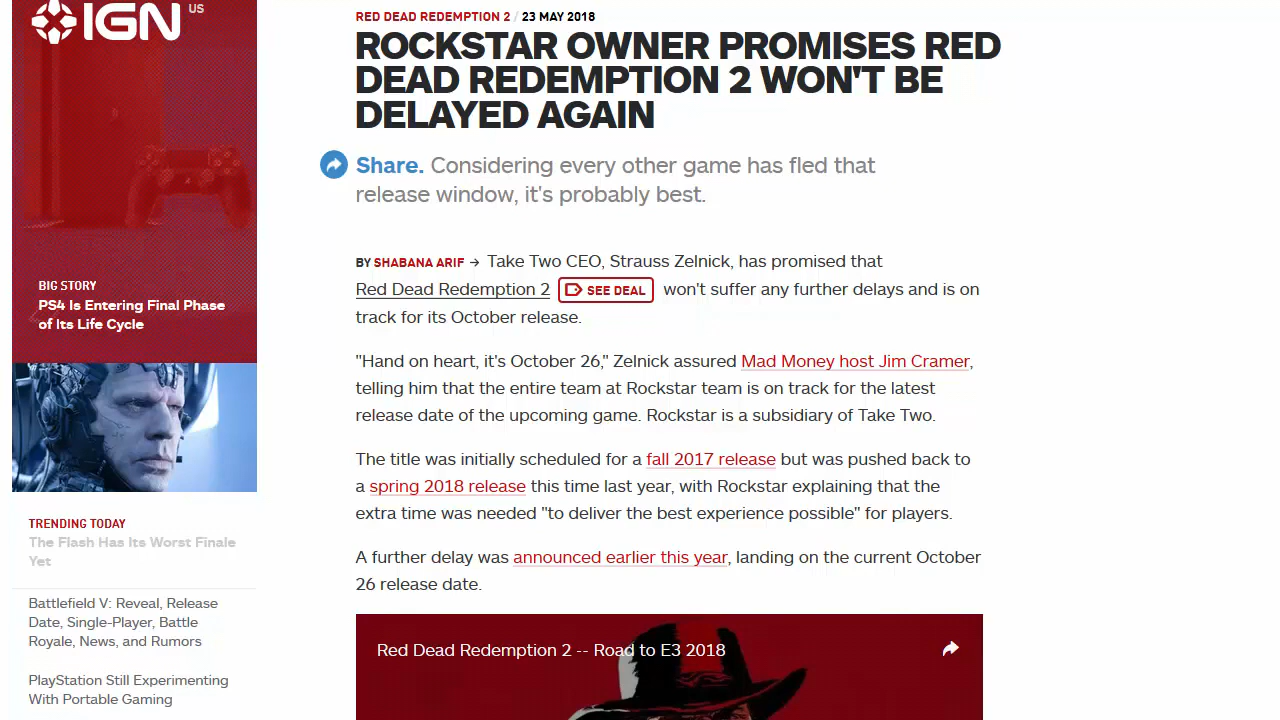 IGN US
BIG STORY
PS4 Is Entering Final Phase
of Its Life Cycle
TRENDING TODAY
The Flash Has Its Worst Finale
Yet
Battlefield V: Reveal, Release
Date, Single-Player, Battle
Royale, News, and Rumors
PlayStation Still Experimenting
With Portable Gaming
RED DEAD REDEMPTION 2 / 23 MAY 2018
ROCKSTAR OWNER PROMISES RED
DEAD REDEMPTION 2 WON'T BE
DELAYED AGAIN
Share. Considering every other game has fled that
release window, it's probably best.
BY SHABANA ARIF → Take Two CEO, Strauss Zelnick, has promised that
Red Dead Redemption 2 SEE DEAL won't suffer any further delays and is on
track for its October release.
"Hand on heart, it's October 26," Zelnick assured Mad Money host Jim Cramer,
telling him that the entire team at Rockstar team is on track for the latest
release date of the upcoming game. Rockstar is a subsidiary of Take Two.
The title was initially scheduled for a fall 2017 release but was pushed back to
a spring 2018 release this time last year, with Rockstar explaining that the
extra time was needed "to deliver the best experience possible" for players.
A further delay was announced earlier this year, landing on the current October
26 release date.
Red Dead Redemption 2 -- Road to E3 2018